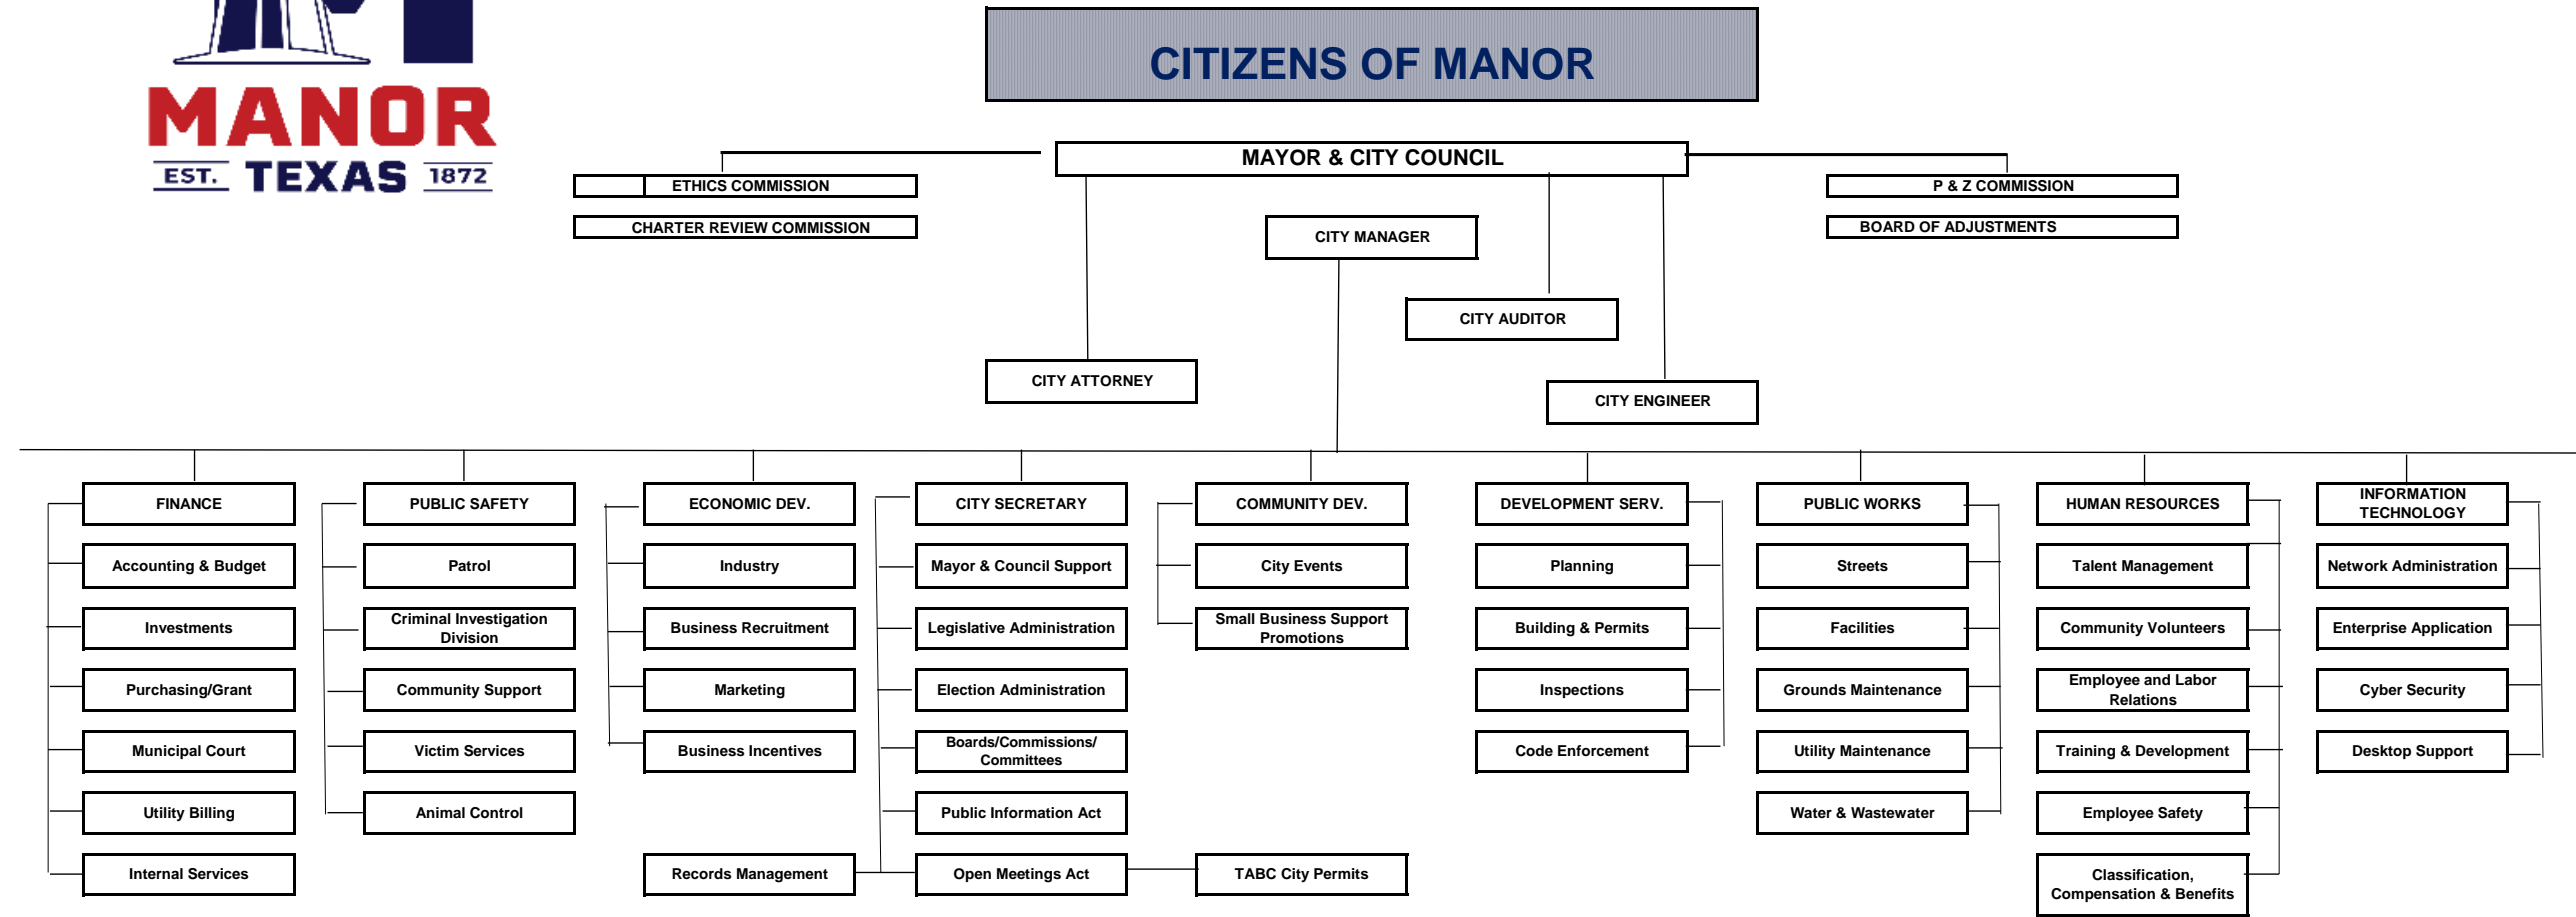 MANOR
EST. TEXAS 1872
CITIZENS OF MANOR
MAYOR & CITY COUNCIL
ETHICS COMMISSION
CHARTER REVIEW COMMISSION
P & Z COMMISSION
BOARD OF ADJUSTMENTS
CITY MANAGER
CITY AUDITOR
CITY ATTORNEY
CITY ENGINEER
FINANCE
Accounting & Budget
Investments
Purchasing/Grant
Municipal Court
Utility Billing
Internal Services
PUBLIC SAFETY
Patrol
Criminal Investigation
Division
Community Support
Victim Services
Animal Control
ECONOMIC DEV.
Industry
Business Recruitment
Marketing
Business Incentives
CITY SECRETARY
Mayor & Council Support
Legislative Administration
Election Administration
Boards/Commissions/
Committees
Public Information Act
Records Management
Open Meetings Act
TABC City Permits
COMMUNITY DEV.
City Events
Small Business Support
Promotions
DEVELOPMENT SERV.
Planning
Building & Permits
Inspections
Code Enforcement
PUBLIC WORKS
Streets
Facilities
Grounds Maintenance
Utility Maintenance
Water & Wastewater
HUMAN RESOURCES
Talent Management
Community Volunteers
Employee and Labor
Relations
Training & Development
Employee Safety
Classification,
Compensation & Benefits
INFORMATION
TECHNOLOGY
Network Administration
Enterprise Application
Cyber Security
Desktop Support